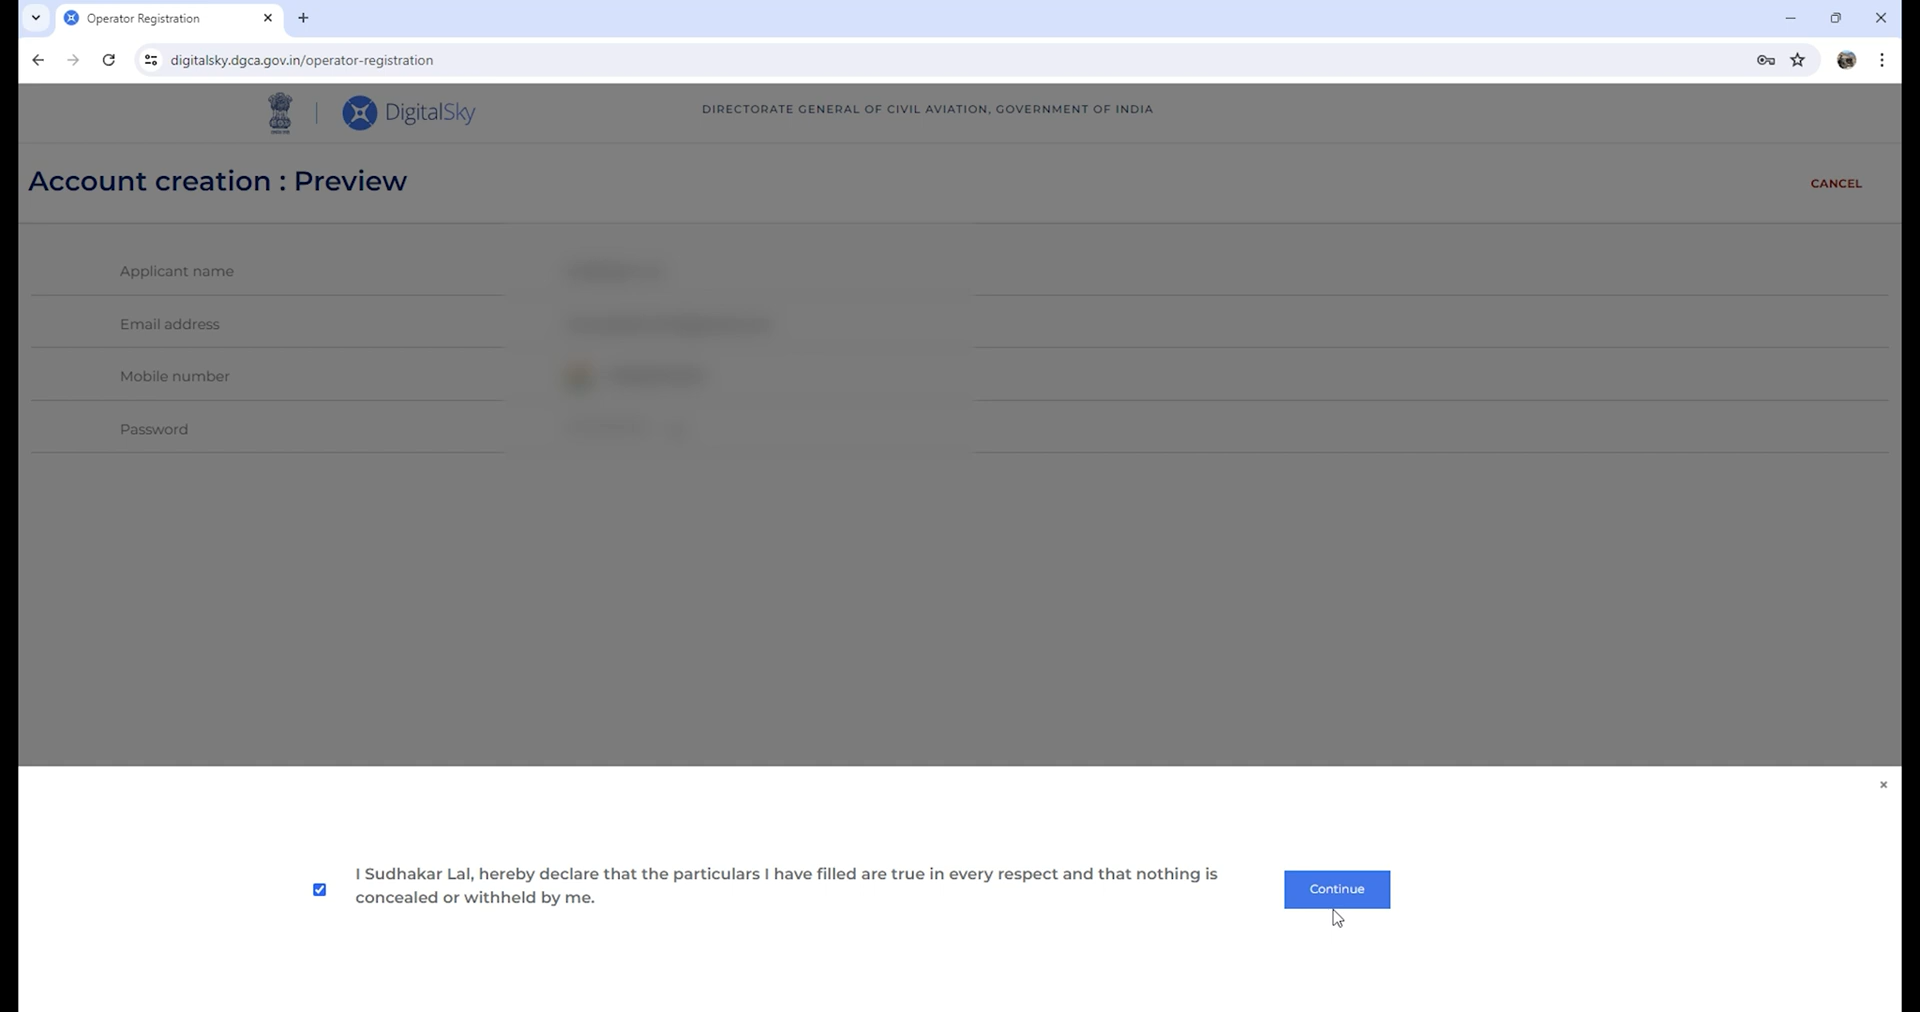 Operator Registration
digitalsky.dgca.gov.in/operator-registration
DigitalSky
DIRECTORATE GENERAL OF CIVIL AVIATION, GOVERNMENT OF INDIA
Account creation : Preview
CANCEL
Applicant name
Email address
Mobile number
Password
I Sudhakar Lal, hereby declare that the particulars I have filled are true in every respect and that nothing is
concealed or withheld by me.
Continue